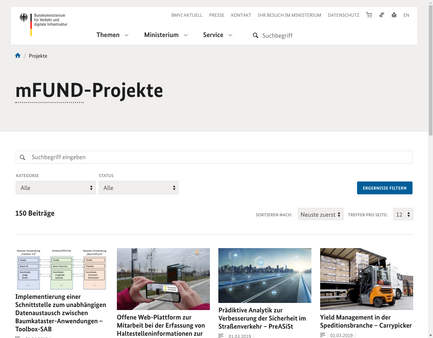 Bundesministerium
für Verkehr und
digitale Infrastruktur
BMVI AKTUELL PRESSE KONTAKT IHR BESUCH IM MINISTERIUM DATENSCHUTZ EN
Themen Ministerium Service Suchbegriff
/ Projekte
mFUND-Projekte
Suchbegriff eingeben
KATEGORIE STATUS
Alle Alle ERGEBNISSE FILTERN
150 Beiträge SORTIEREN NACH: Neuste zuerst TREFFER PRO SEITE: 12
Implementierung einer
Schnittstelle zum unabhängigen
Datenaustausch zwischen
Baumkataster-Anwendungen –
Toolbox-SAB
Offene Web-Plattform zur
Mitarbeit bei der Erfassung von
Haltestelleninformationen zur
Prädiktive Analytik zur
Verbesserung der Sicherheit im
Straßenverkehr – PreASiSt
01.03.2019
Yield Management in der
Speditionsbranche – Carrypicker
01.03.2019